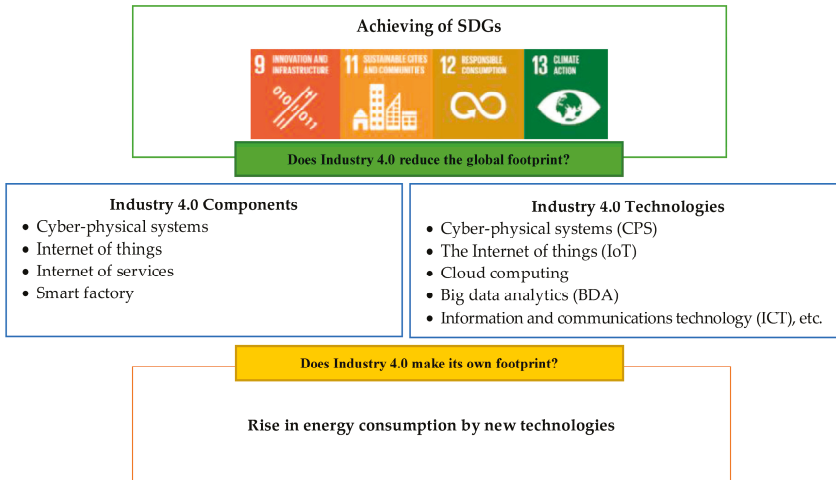 Achieving of SDGs
9 INNOVATION AND INFRASTRUCTURE
11 SUSTAINABLE CITIES AND COMMUNITIES
12 RESPONSIBLE CONSUMPTION
13 CLIMATE ACTION
Does Industry 4.0 reduce the global footprint?
Industry 4.0 Components
• Cyber-physical systems
• Internet of things
• Internet of services
• Smart factory
Industry 4.0 Technologies
• Cyber-physical systems (CPS)
• The Internet of things (IoT)
• Cloud computing
• Big data analytics (BDA)
• Information and communications technology (ICT), etc.
Does Industry 4.0 make its own footprint?
Rise in energy consumption by new technologies